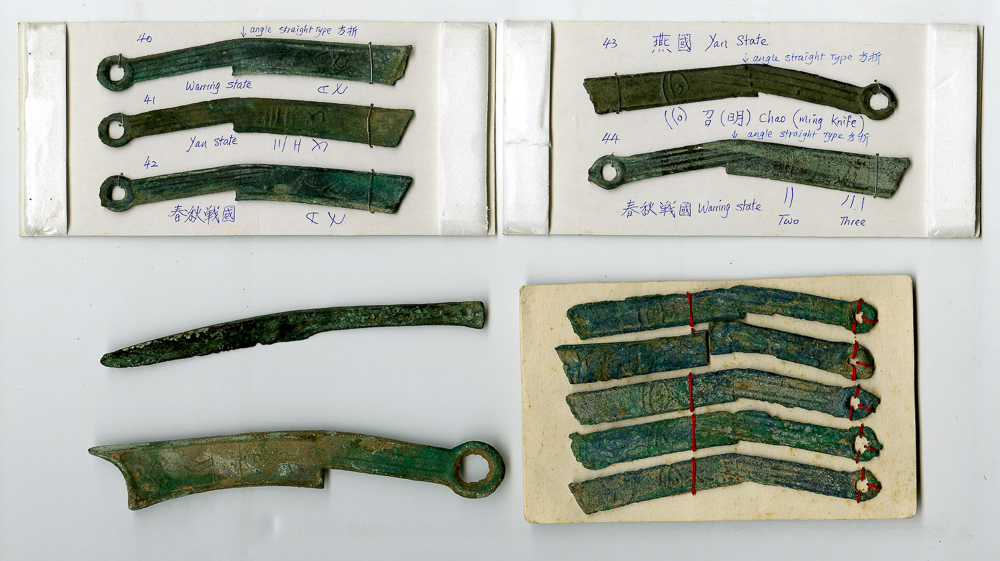 40
↓ angle straight Type 方折
Warring State
41
Yan State
42
春秋戰國
43 燕國 Yan State
↓ angle straight Type 方折
召 (明) Chao (ming Knife)
44 ↓ angle straight Type 方折
春秋戰國 Warring state
Two
Three